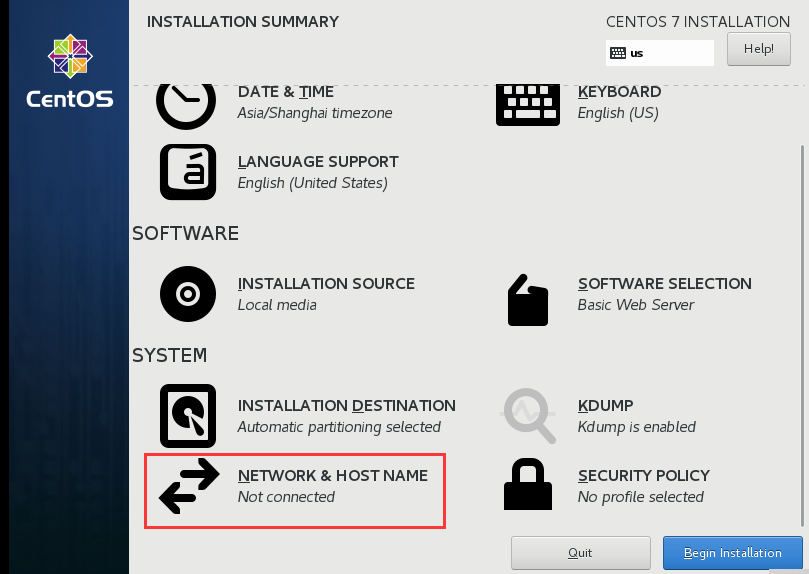 INSTALLATION SUMMARY
CENTOS 7 INSTALLATION
us
Help!
CentOS
DATE & TIME
Asia/Shanghai timezone
KEYBOARD
English (US)
á
LANGUAGE SUPPORT
English (United States)
SOFTWARE
INSTALLATION SOURCE
Local media
SOFTWARE SELECTION
Basic Web Server
SYSTEM
INSTALLATION DESTINATION
Automatic partitioning selected
KDUMP
Kdump is enabled
NETWORK & HOST NAME
Not connected
SECURITY POLICY
No profile selected
Quit
Begin Installation